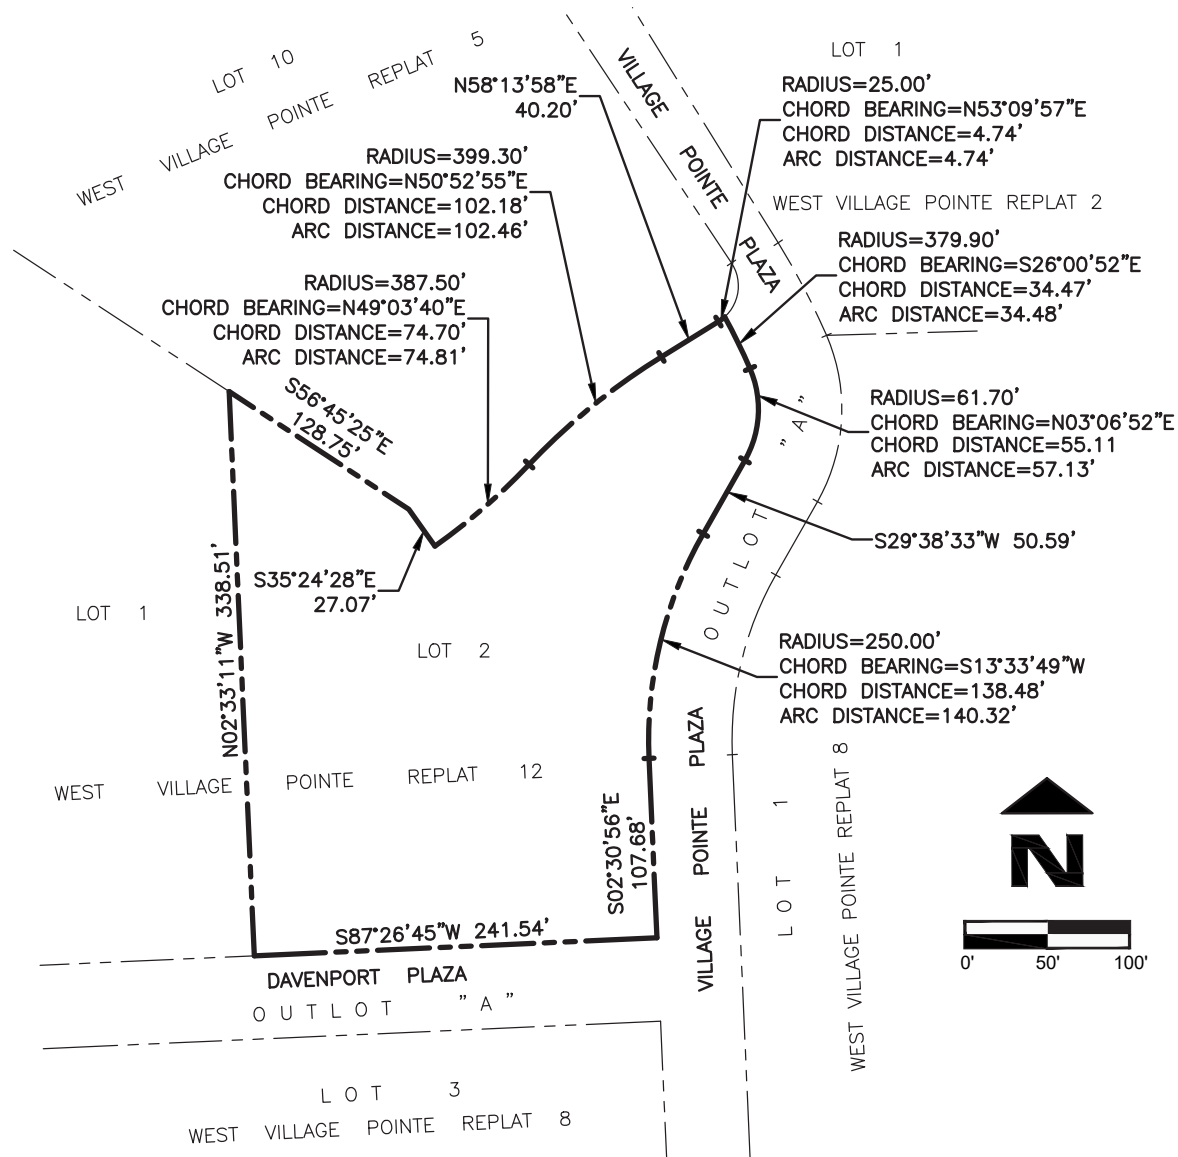 LOT 10
WEST VILLAGE POINTE REPLAT 5
VILLAGE POINTE PLAZA
LOT 1
WEST VILLAGE POINTE REPLAT 2
N58°13'58"E
40.20'
RADIUS=25.00'
CHORD BEARING=N53°09'57"E
CHORD DISTANCE=4.74'
ARC DISTANCE=4.74'
RADIUS=399.30'
CHORD BEARING=N50°52'55"E
CHORD DISTANCE=102.18'
ARC DISTANCE=102.46'
RADIUS=379.90'
CHORD BEARING=S26°00'52"E
CHORD DISTANCE=34.47'
ARC DISTANCE=34.48'
RADIUS=387.50'
CHORD BEARING=N49°03'40"E
CHORD DISTANCE=74.70'
ARC DISTANCE=74.81'
S56°45'25"E
128.75'
RADIUS=61.70'
CHORD BEARING=N03°06'52"E
CHORD DISTANCE=55.11
ARC DISTANCE=57.13'
OUTLOT "A"
S29°38'33"W 50.59'
S35°24'28"E
27.07'
N02°33'11"W 338.51'
LOT 1
LOT 2
WEST VILLAGE POINTE REPLAT 12
RADIUS=250.00'
CHORD BEARING=S13°33'49"W
CHORD DISTANCE=138.48'
ARC DISTANCE=140.32'
S02°30'56"E
107.68'
VILLAGE POINTE PLAZA
LOT 1
WEST VILLAGE POINTE REPLAT 8
N
0' 50' 100'
S87°26'45"W 241.54'
DAVENPORT PLAZA
OUTLOT "A"
LOT 3
WEST VILLAGE POINTE REPLAT 8